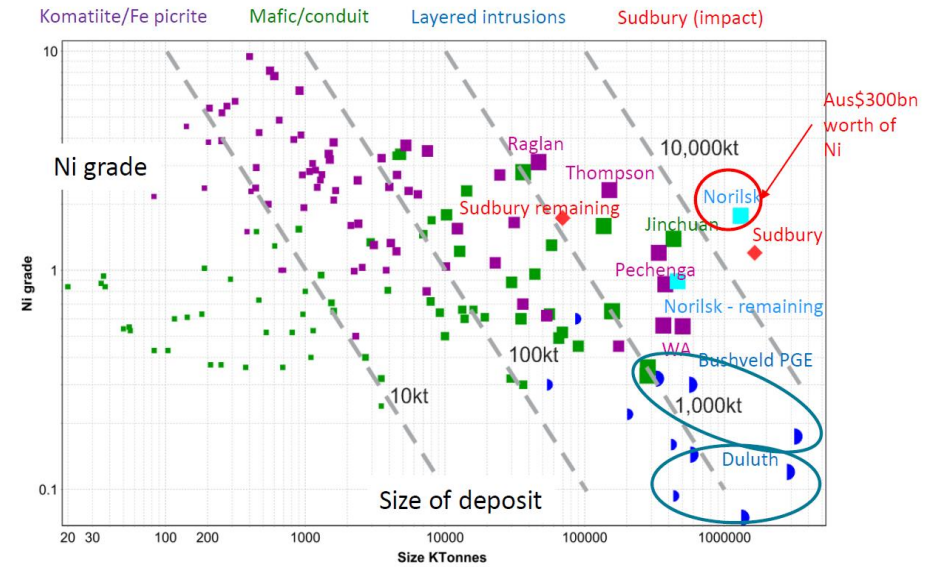 Komatiite/Fe picrite Mafic/conduit Layered intrusions Sudbury (impact)
10
Aus$300bn
worth of
Ni
Raglan
10,000kt
Ni grade
Thompson
Norilsk
Sudbury remaining
Jinchuan
Sudbury
Ni grade
1
Pechenga
Norilsk - remaining
WA
Bushveld PGE
100kt
10kt
1,000kt
Duluth
0.1
Size of deposit
20 30 100 200 1000 10000 100000 1000000
Size KTonnes